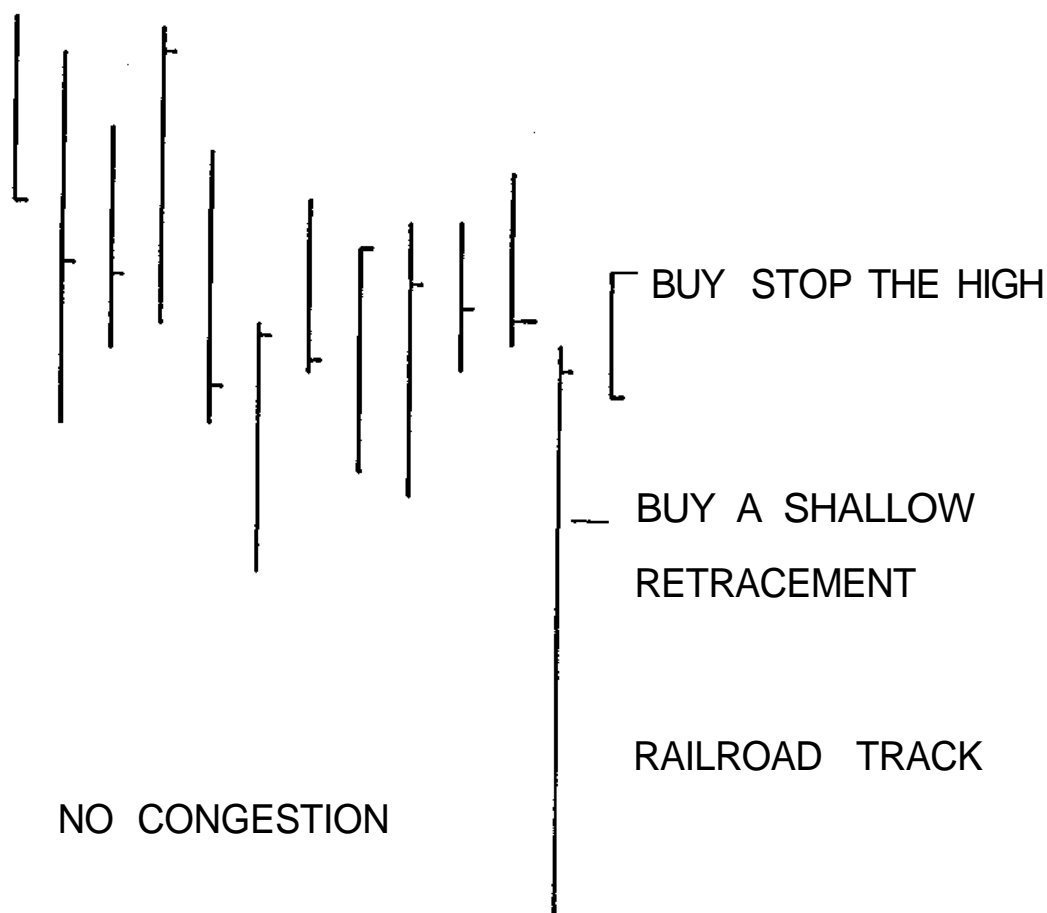 BUY STOP THE HIGH
BUY A SHALLOW
RETRACEMENT
RAILROAD TRACK
NO CONGESTION